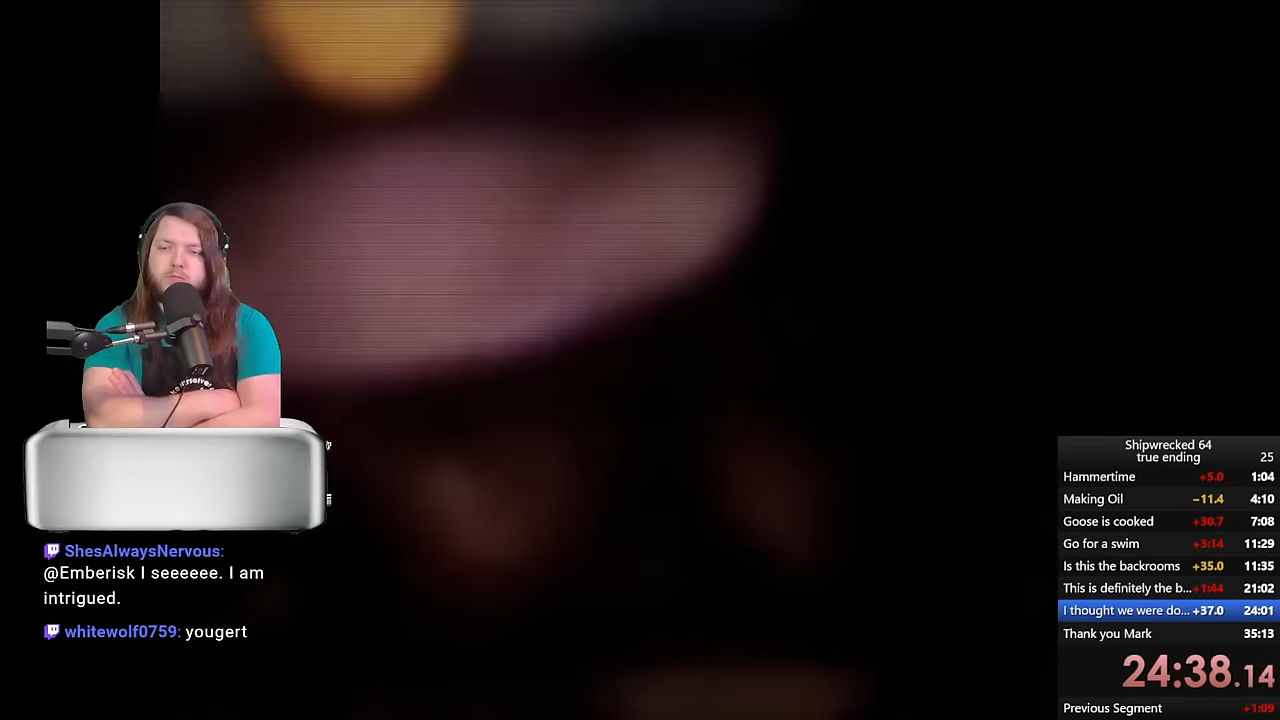 Shipwrecked 64
true ending 25
Hammertime +5.0 1:04
Making Oil −11.4 4:10
Goose is cooked +30.7 7:08
Go for a swim +3:14 11:29
Is this the backrooms +35.0 11:35
This is definitely the b... +1:44 21:02
I thought we were do... +37.0 24:01
Thank you Mark 35:13
24:38.14
Previous Segment +1:09
ShesAlwaysNervous:
@Emberisk I seeeeee. I am
intrigued.
whitewolf0759: yougert